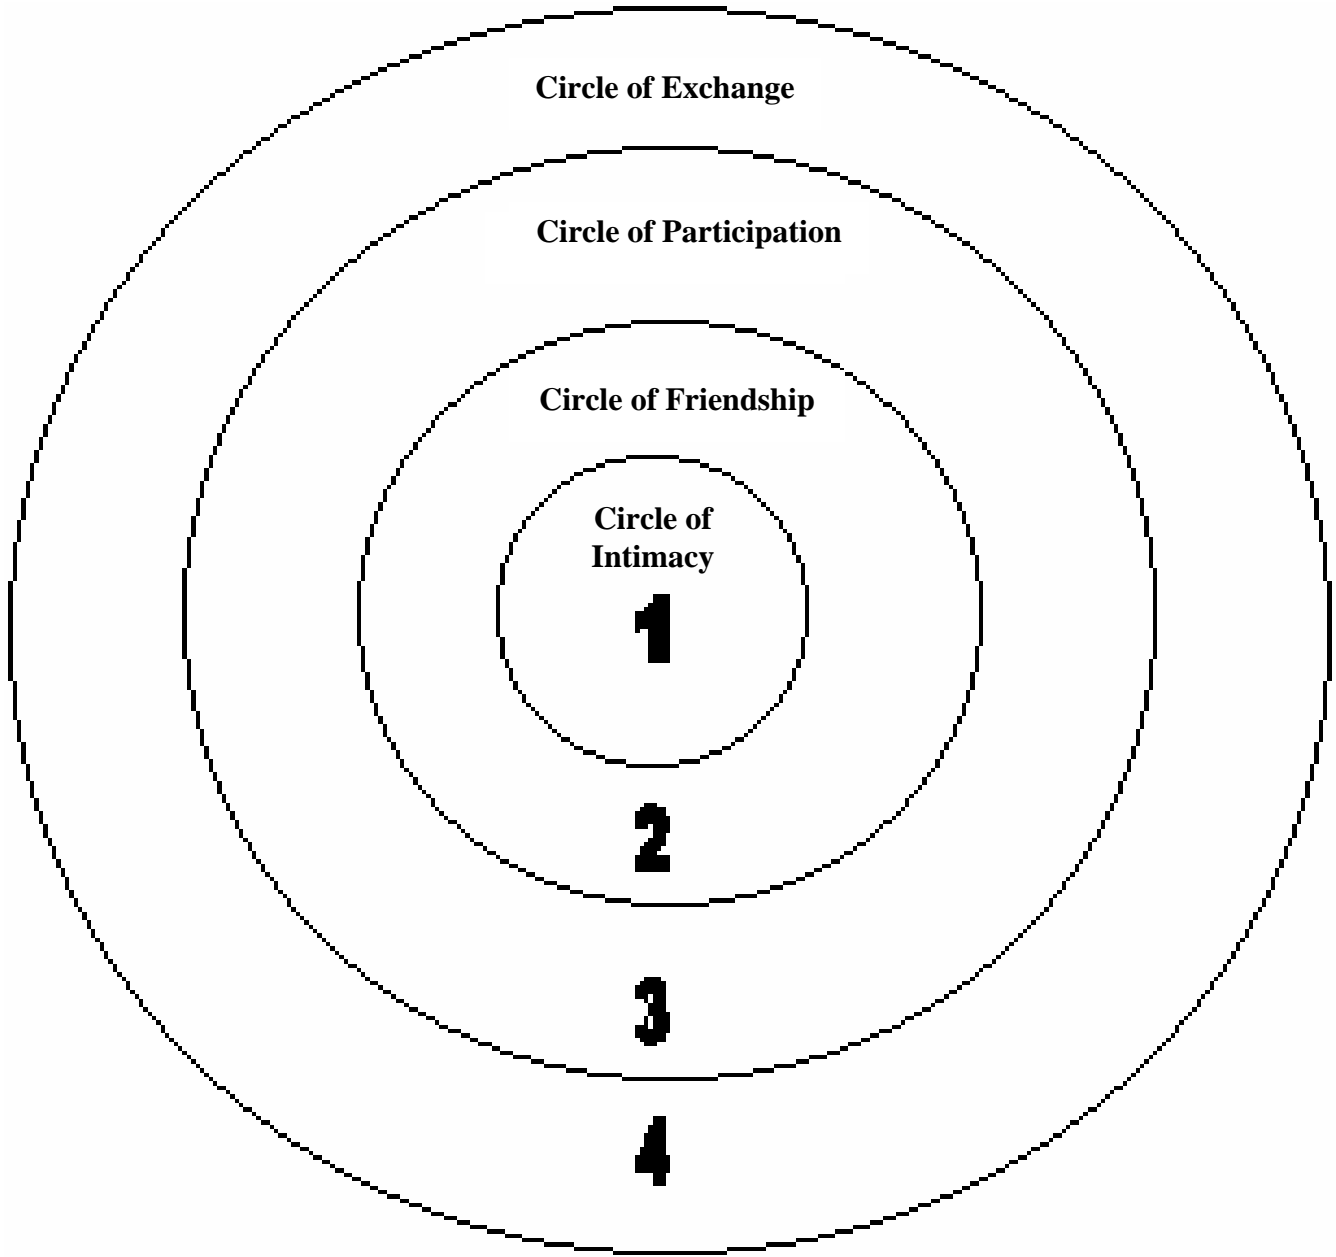 Circle of Exchange
Circle of Participation
Circle of Friendship
Circle of
Intimacy
1
2
3
4